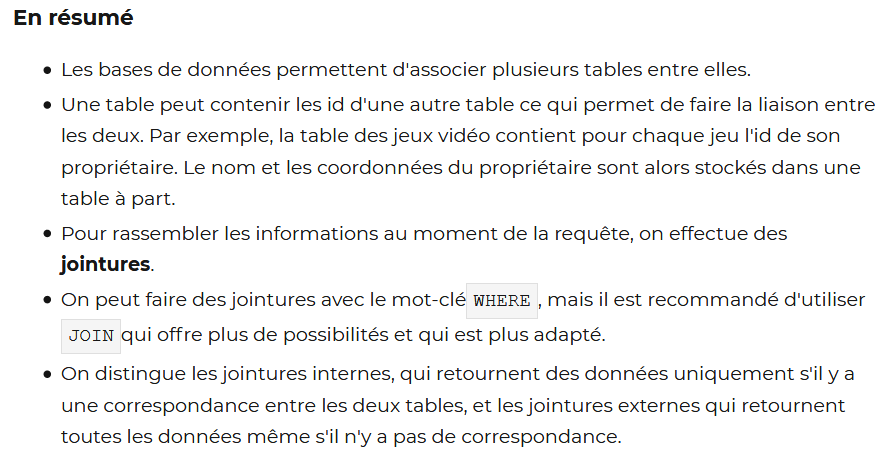 En résumé
Les bases de données permettent d'associer plusieurs tables entre elles.
Une table peut contenir les id d'une autre table ce qui permet de faire la liaison entre
les deux. Par exemple, la table des jeux vidéo contient pour chaque jeu l'id de son
propriétaire. Le nom et les coordonnées du propriétaire sont alors stockés dans une
table à part.
Pour rassembler les informations au moment de la requête, on effectue des
jointures.
On peut faire des jointures avec le mot-clé WHERE, mais il est recommandé d'utiliser
JOIN qui offre plus de possibilités et qui est plus adapté.
On distingue les jointures internes, qui retournent des données uniquement s'il y a
une correspondance entre les deux tables, et les jointures externes qui retournent
toutes les données même s'il n'y a pas de correspondance.